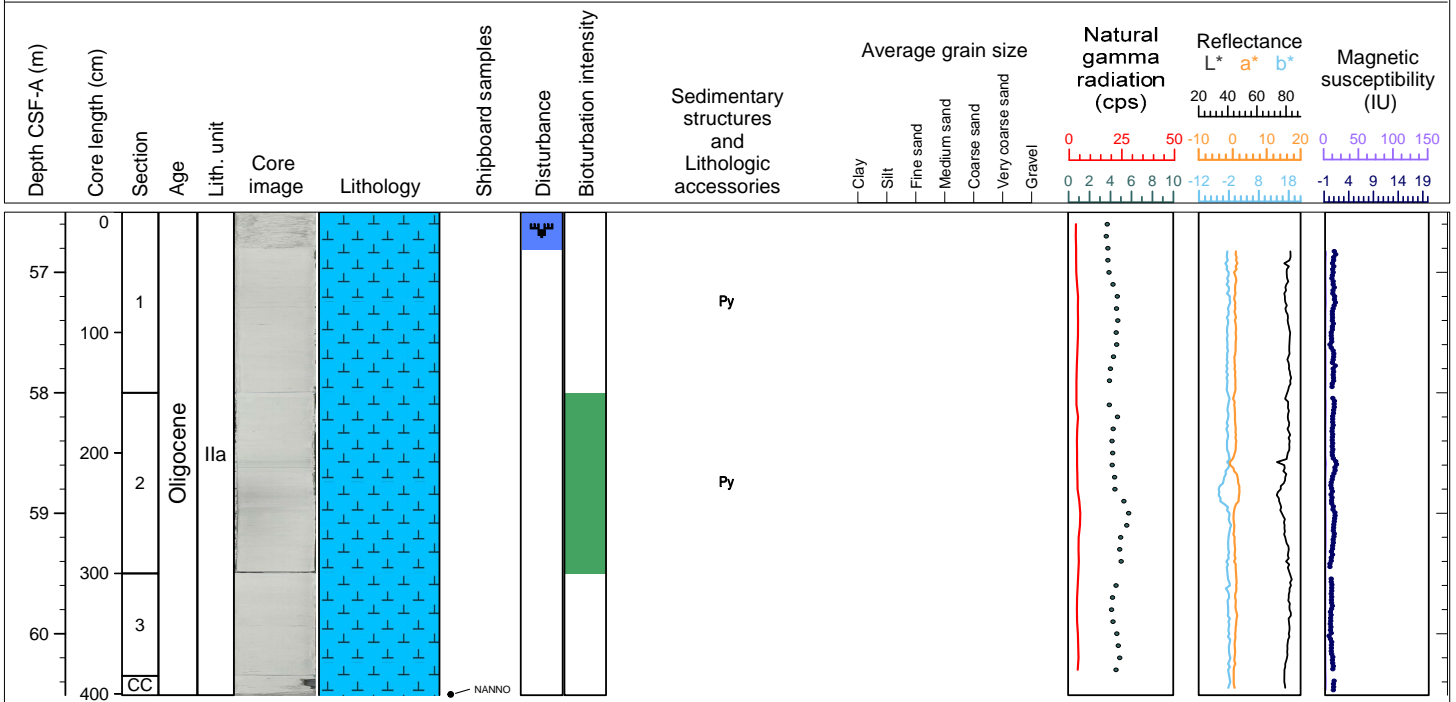 Depth CSF-A (m)
Core length (cm)
Section
Age
Lith. unit
Core
image
Lithology
Shipboard samples
Disturbance
Bioturbation intensity
Sedimentary
structures
and
Lithologic
accessories
Average grain size
Clay
Silt
Fine sand
Medium sand
Coarse sand
Very coarse sand
Gravel
Natural
gamma
radiation
(cps)
0 25 50
0 2 4 6 8 10
Reflectance
L* a* b*
20 40 60 80
-10 0 10 20
-12 -2 8 18
Magnetic
susceptibility
(IU)
0 50 100 150
-1 4 9 14 19
0
57
1
Py
100
58
Oligocene
IIa
200
2
Py
59
300
3
60
CC
400
NANNO